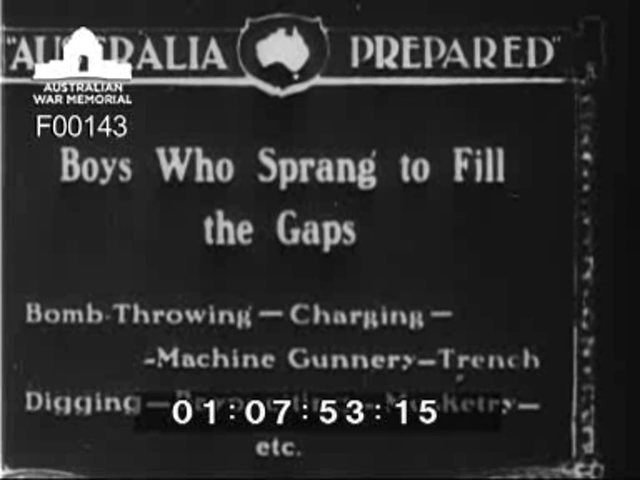 "AUSTRALIA PREPARED"
AUSTRALIAN
WAR MEMORIAL
F00143
Boys Who Sprang to Fill
the Gaps
Bomb-Throwing — Charging —
-Machine Gunnery—Trench
Digging — Musketry—
01:07:53:15
etc.